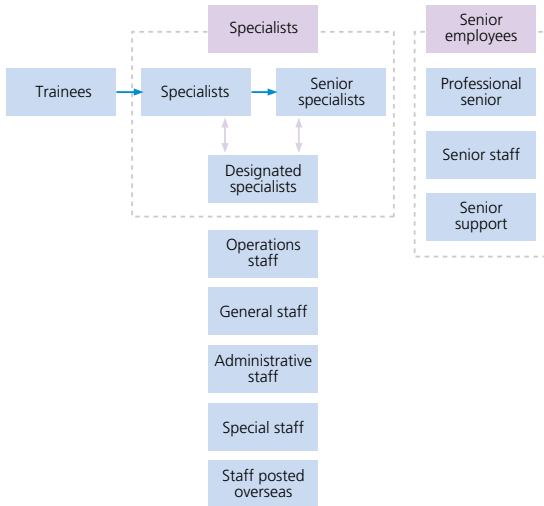 Specialists
Senior
employees
Trainees
Specialists
Senior
specialists
Professional
senior
Designated
specialists
Senior staff
Senior
support
Operations
staff
General staff
Administrative
staff
Special staff
Staff posted
overseas